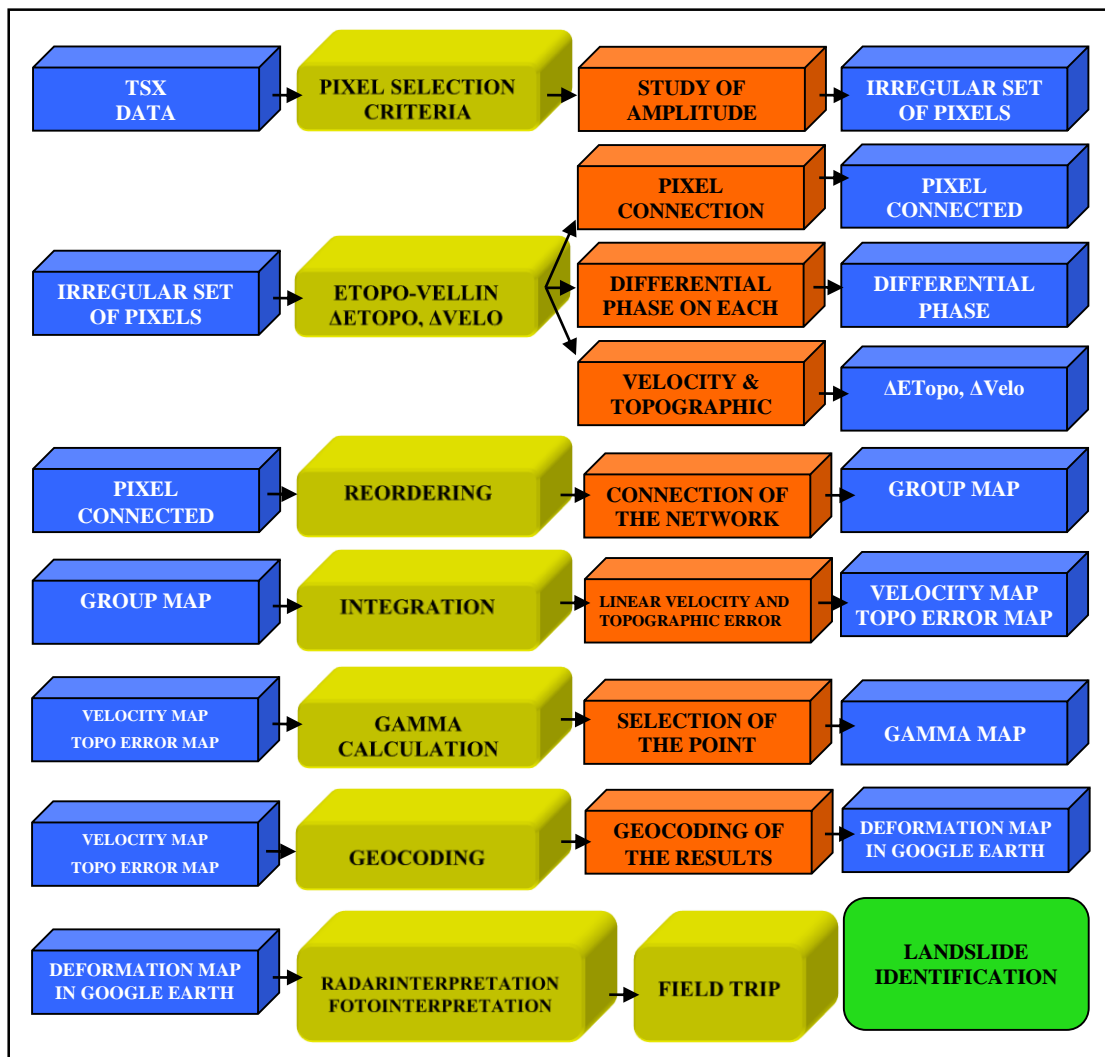 TSX
DATA
PIXEL SELECTION
CRITERIA
STUDY OF
AMPLITUDE
IRREGULAR SET
OF PIXELS
PIXEL
CONNECTION
PIXEL
CONNECTED
IRREGULAR SET
OF PIXELS
ETOPO-VELLIN
ΔETOPO, ΔVELO
DIFFERENTIAL
PHASE ON EACH
DIFFERENTIAL
PHASE
VELOCITY &
TOPOGRAPHIC
ΔETopo, ΔVelo
PIXEL
CONNECTED
REORDERING
CONNECTION OF
THE NETWORK
GROUP MAP
GROUP MAP
INTEGRATION
LINEAR VELOCITY AND
TOPOGRAPHIC ERROR
VELOCITY MAP
TOPO ERROR MAP
VELOCITY MAP
TOPO ERROR MAP
GAMMA
CALCULATION
SELECTION OF
THE POINT
GAMMA MAP
VELOCITY MAP
TOPO ERROR MAP
GEOCODING
GEOCODING OF
THE RESULTS
DEFORMATION MAP
IN GOOGLE EARTH
DEFORMATION MAP
IN GOOGLE EARTH
RADARINTERPRETATION
FOTOINTERPRETATION
FIELD TRIP
LANDSLIDE
IDENTIFICATION